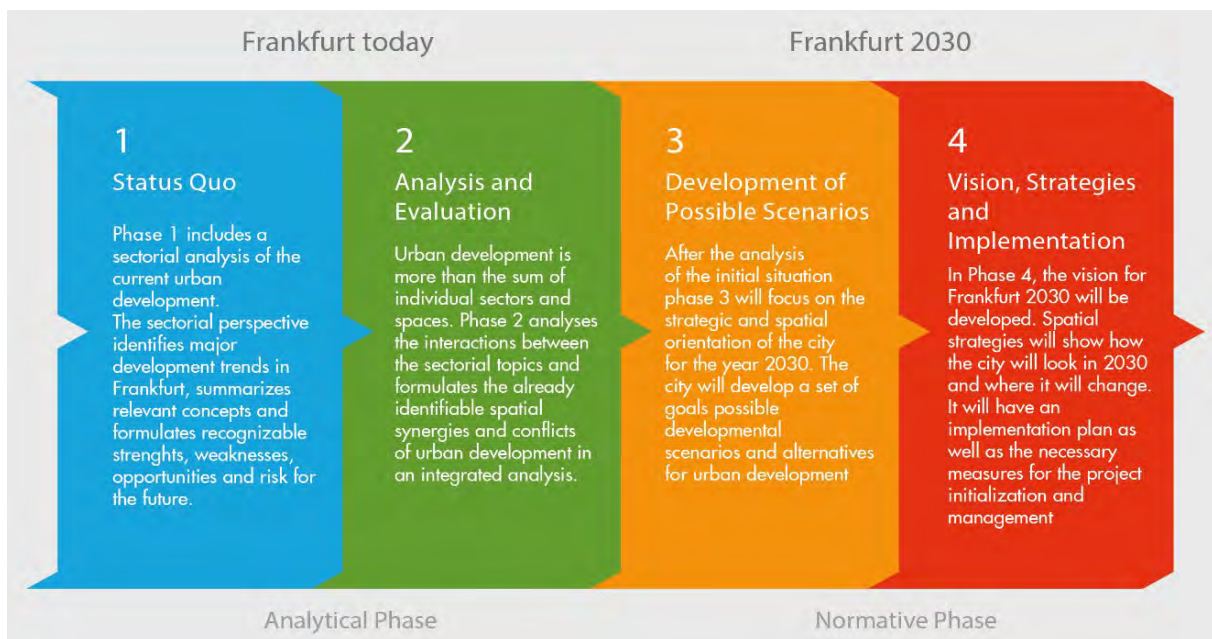 Frankfurt today
Frankfurt 2030
1
Status Quo
Phase 1 includes a
sectorial analysis of the
current urban
development.
The sectorial perspective
identifies major
development trends in
Frankfurt, summarizes
relevant concepts and
formulates recognizable
strenghts, weaknesses,
opportunities and risk for
the future.
2
Analysis and
Evaluation
Urban development is
more than the sum of
individual sectors and
spaces. Phase 2 analyses
the interactions between
the sectorial topics and
formulates the already
identifiable spatial
synergies and conflicts
of urban development in
an integrated analysis.
3
Development of
Possible Scenarios
After the analysis
of the initial situation
phase 3 will focus on the
strategic and spatial
orientation of the city
for the year 2030. The
city will develop a set of
goals possible
developmental
scenarios and alternatives
for urban development
4
Vision, Strategies
and
Implementation
In Phase 4, the vision for
Frankfurt 2030 will be
developed. Spatial
strategies will show how
the city will look in 2030
and where it will change.
It will have an
implementation plan as
well as the necessary
measures for the project
initialization and
management
Analytical Phase
Normative Phase